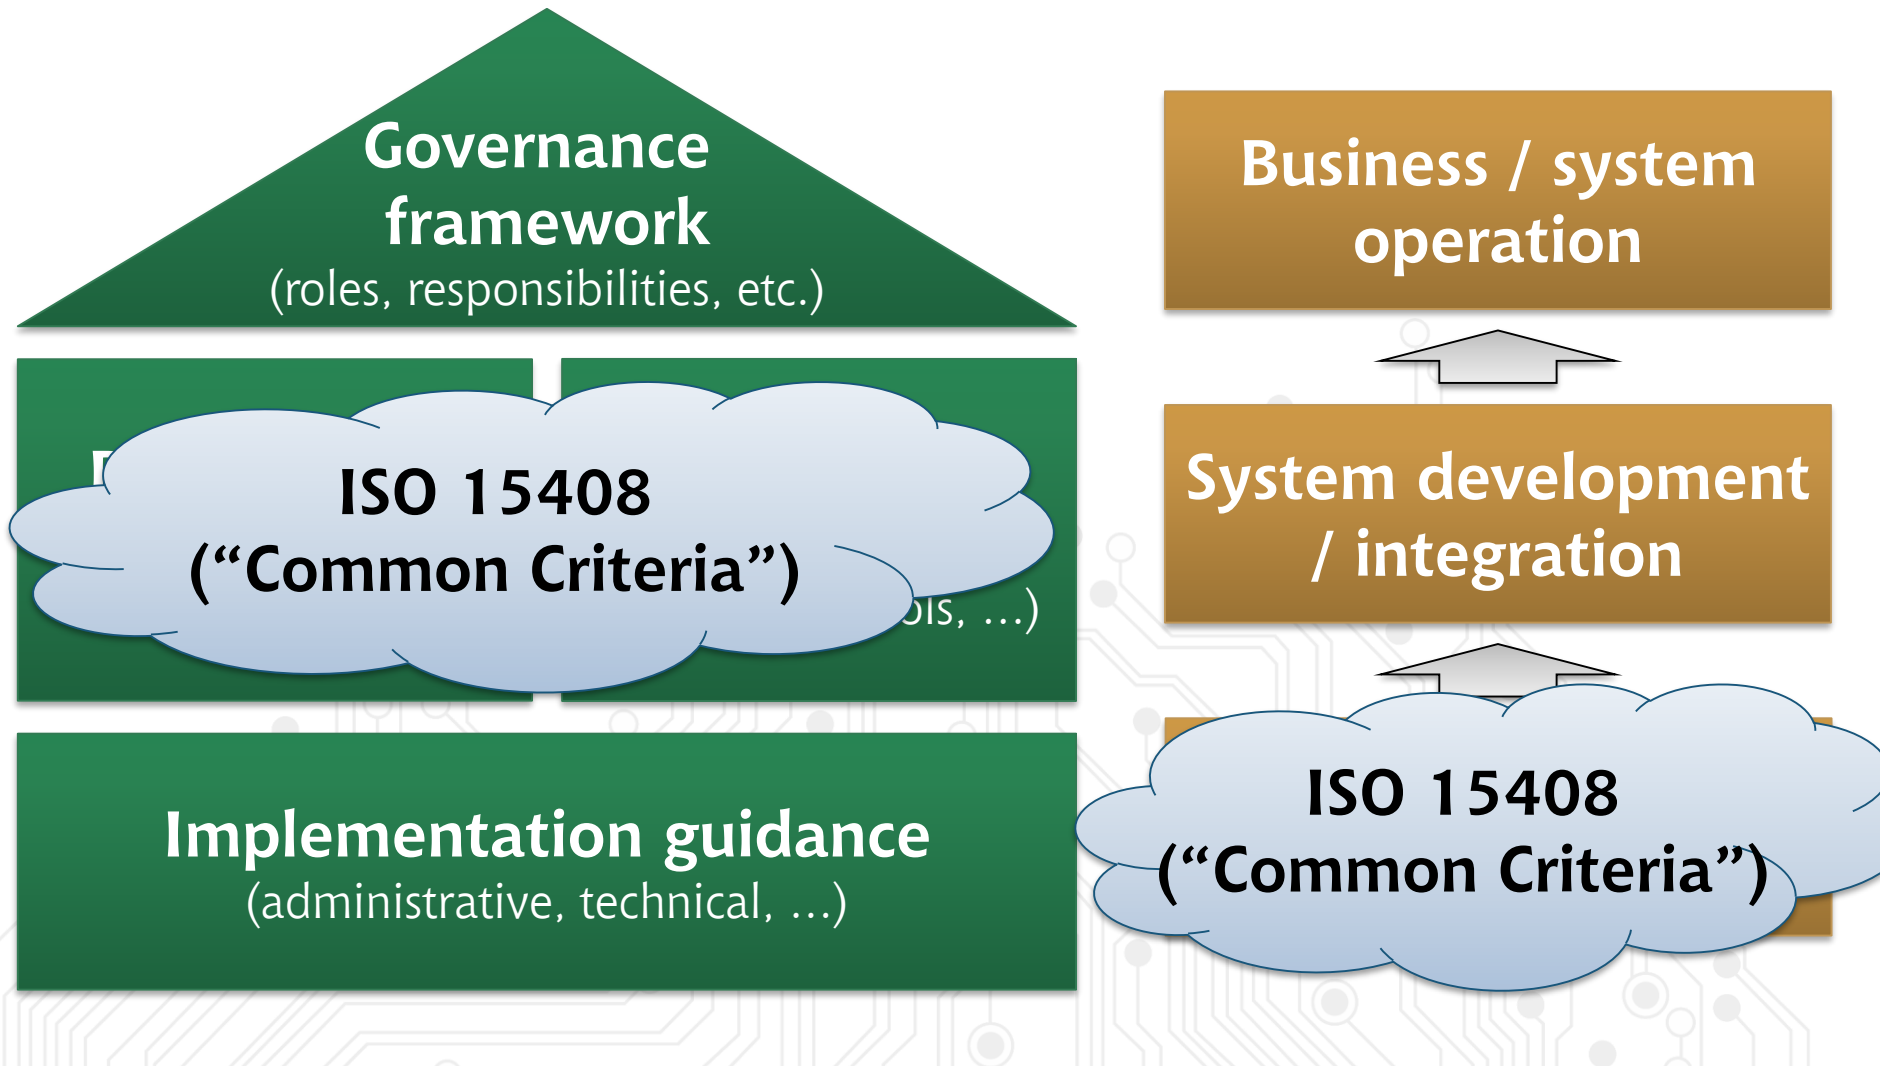 Governance
framework
(roles, responsibilities, etc.)
ISO 15408
(“Common Criteria”)
…)
Implementation guidance
(administrative, technical, …)
Business / system
operation
System development
/ integration
ISO 15408
(“Common Criteria”)